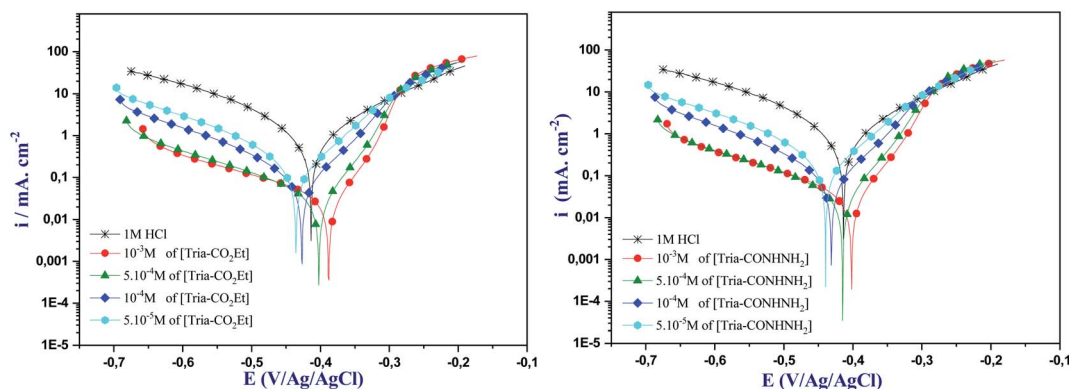 i / mA. cm⁻²
100
10
1
0,1
0,01
0,001
1E-4
1E-5
1M HCl
10⁻³M of [Tria-CO₂Et]
5.10⁻⁴M of [Tria-CO₂Et]
10⁻⁴M of [Tria-CO₂Et]
5.10⁻⁵M of [Tria-CO₂Et]
-0,7 -0,6 -0,5 -0,4 -0,3 -0,2 -0,1
E (V/Ag/AgCl)
i (mA. cm⁻²)
100
10
1
0,1
0,01
0,001
1E-4
1E-5
1M HCl
10⁻³M of [Tria-CONHNH₂]
5.10⁻⁴M of [Tria-CONHNH₂]
10⁻⁴M of [Tria-CONHNH₂]
5.10⁻⁵M of [Tria-CONHNH₂]
-0,7 -0,6 -0,5 -0,4 -0,3 -0,2 -0,1
E (V/Ag/AgCl)